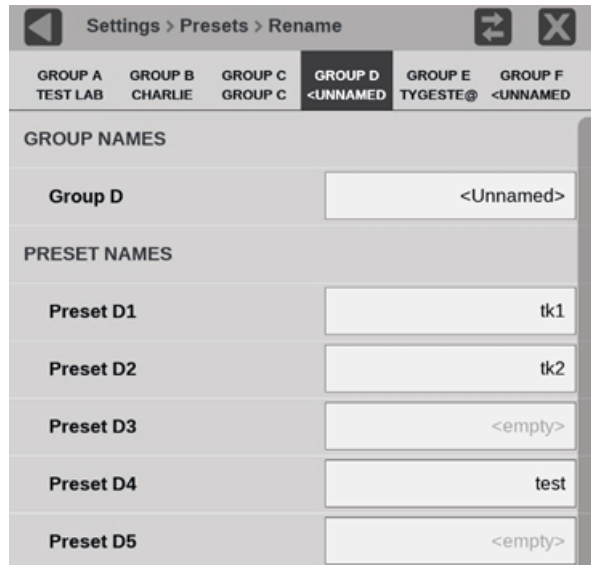 Settings > Presets > Rename
GROUP A GROUP B GROUP C GROUP D GROUP E GROUP F
TEST LAB CHARLIE GROUP C <UNNAMED TYGESTE@ <UNNAMED
GROUP NAMES
Group D <Unnamed>
PRESET NAMES
Preset D1 tk1
Preset D2 tk2
Preset D3 <empty>
Preset D4 test
Preset D5 <empty>